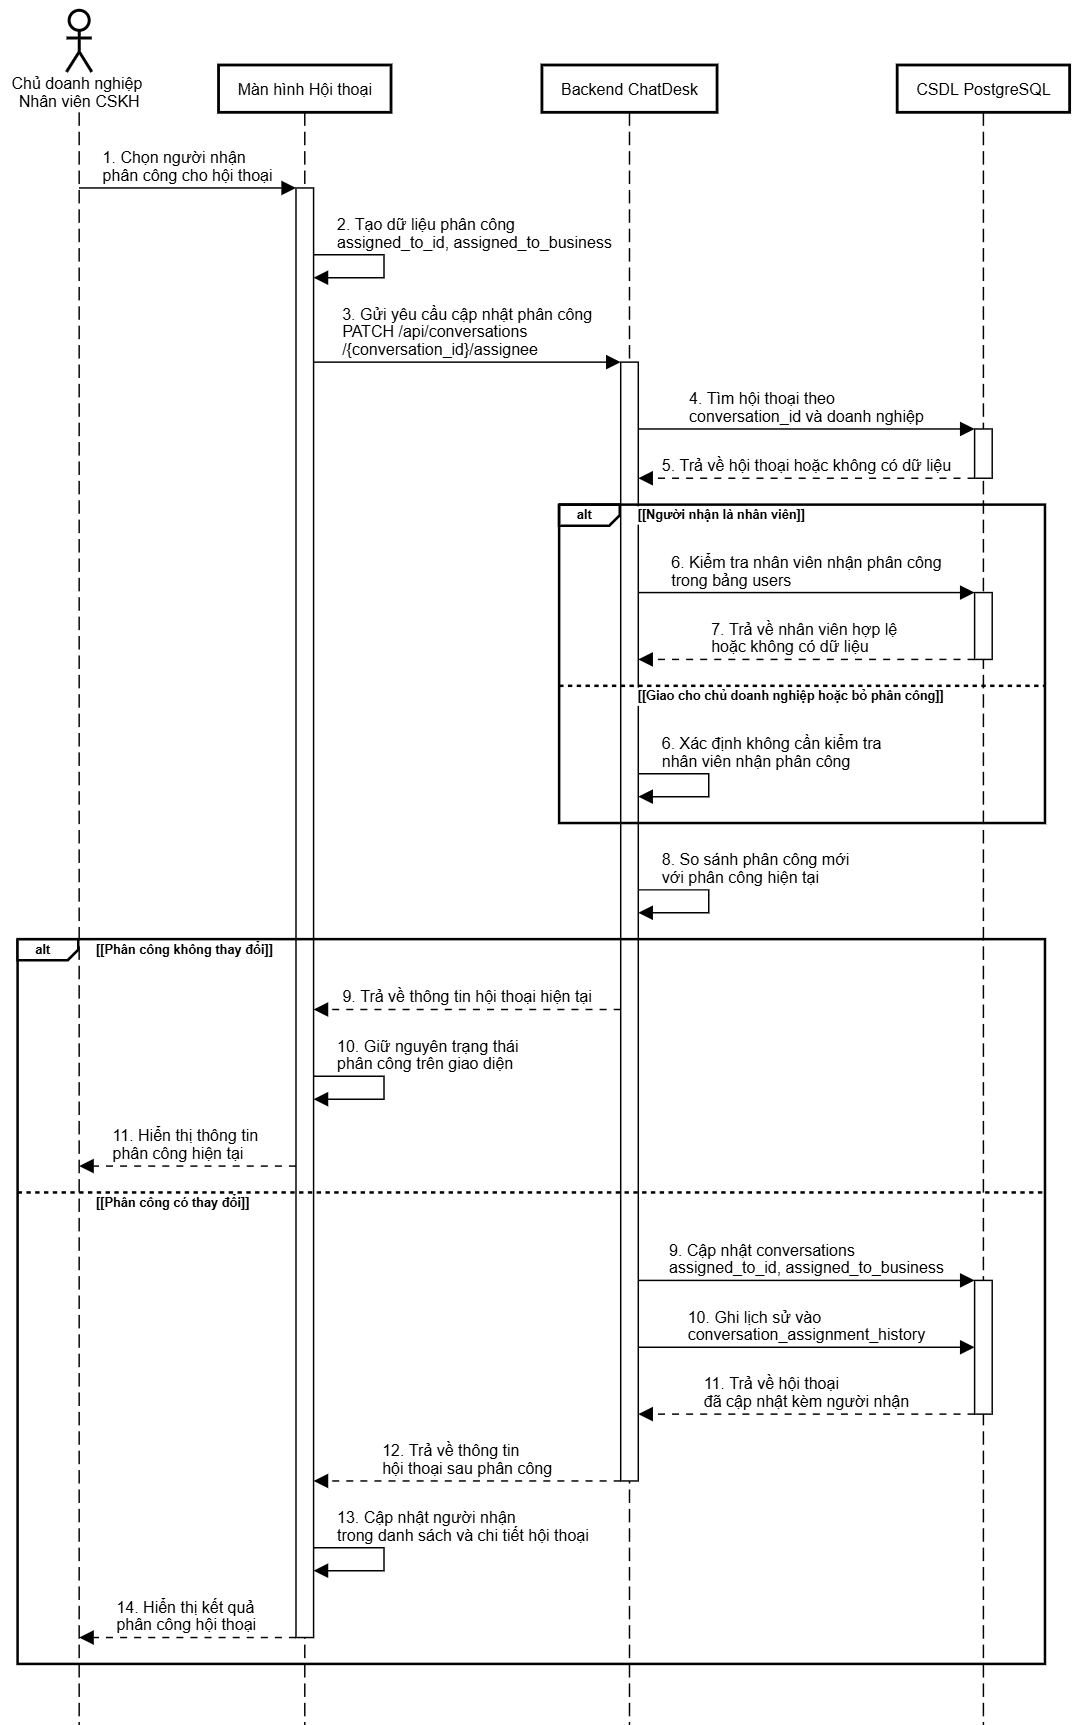 Chủ doanh nghiệp
Nhân viên CSKH
Màn hình Hội thoại
Backend ChatDesk
CSDL PostgreSQL
1. Chọn người nhận
phân công cho hội thoại
2. Tạo dữ liệu phân công
assigned_to_id, assigned_to_business
3. Gửi yêu cầu cập nhật phân công
PATCH /api/conversations
/{conversation_id}/assignee
4. Tìm hội thoại theo
conversation_id và doanh nghiệp
5. Trả về hội thoại hoặc không có dữ liệu
alt
[[Người nhận là nhân viên]]
6. Kiểm tra nhân viên nhận phân công
trong bảng users
7. Trả về nhân viên hợp lệ
hoặc không có dữ liệu
[[Giao cho chủ doanh nghiệp hoặc bỏ phân công]]
6. Xác định không cần kiểm tra
nhân viên nhận phân công
8. So sánh phân công mới
với phân công hiện tại
alt
[[Phân công không thay đổi]]
9. Trả về thông tin hội thoại hiện tại
10. Giữ nguyên trạng thái
phân công trên giao diện
11. Hiển thị thông tin
phân công hiện tại
[[Phân công có thay đổi]]
9. Cập nhật conversations
assigned_to_id, assigned_to_business
10. Ghi lịch sử vào
conversation_assignment_history
11. Trả về hội thoại
đã cập nhật kèm người nhận
12. Trả về thông tin
hội thoại sau phân công
13. Cập nhật người nhận
trong danh sách và chi tiết hội thoại
14. Hiển thị kết quả
phân công hội thoại